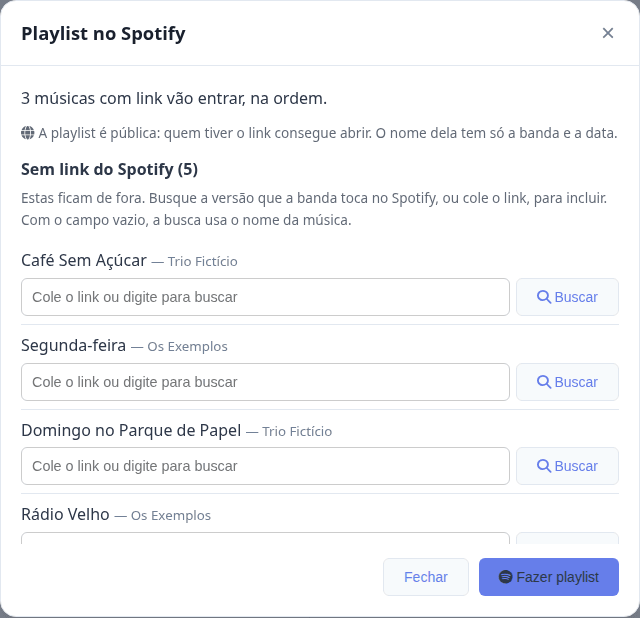 Playlist no Spotify
3 músicas com link vão entrar, na ordem.
A playlist é pública: quem tiver o link consegue abrir. O nome dela tem só a banda e a data.
Sem link do Spotify (5)
Estas ficam de fora. Busque a versão que a banda toca no Spotify, ou cole o link, para incluir.
Com o campo vazio, a busca usa o nome da música.
Café Sem Açúcar — Trio Fictício
Cole o link ou digite para buscar Buscar
Segunda-feira — Os Exemplos
Cole o link ou digite para buscar Buscar
Domingo no Parque de Papel — Trio Fictício
Cole o link ou digite para buscar Buscar
Rádio Velho — Os Exemplos
Fechar Fazer playlist